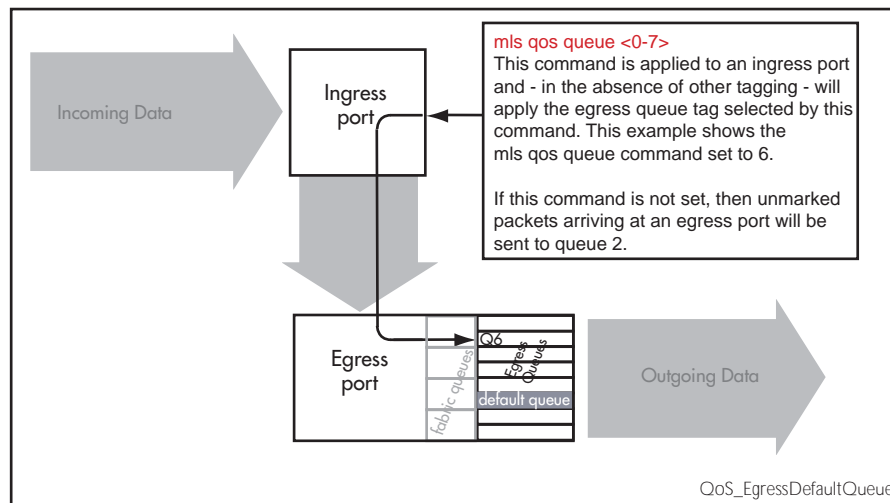 mls qos queue <0-7>
This command is applied to an ingress port
and - in the absence of other tagging - will
apply the egress queue tag selected by this
command. This example shows the
mls qos queue command set to 6.
If this command is not set, then unmarked
packets arriving at an egress port will be
sent to queue 2.
Incoming Data
Ingress
port
Egress
port
fabric queues
Q6
Egress
Queues
default queue
Outgoing Data
QoS_EgressDefaultQueue